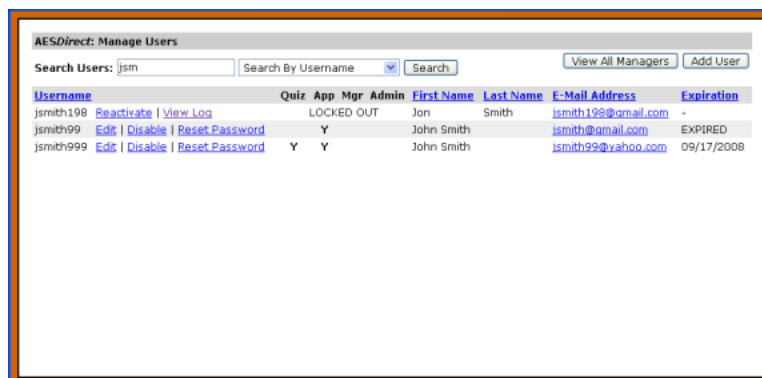 AESDirect: Manage Users
Search Users: jsm Search By Username Search View All Managers Add User
Username Quiz App Mgr Admin First Name Last Name E-Mail Address Expiration
jsmith198 Reactivate | View Log LOCKED OUT Jon Smith jsmith198@gmail.com -
jsmith99 Edit | Disable | Reset Password Y John Smith jsmith@gmail.com EXPIRED
jsmith999 Edit | Disable | Reset Password Y Y John Smith jsmith99@yahoo.com 09/17/2008